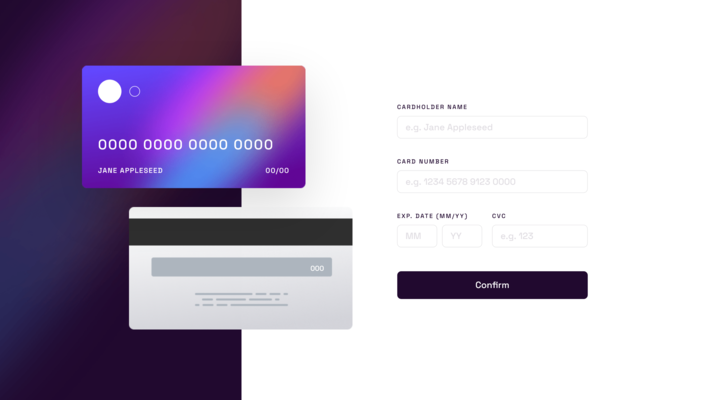 0000 0000 0000 0000
JANE APPLESEED 00/00
000
CARDHOLDER NAME
e.g. Jane Appleseed
CARD NUMBER
e.g. 1234 5678 9123 0000
EXP. DATE (MM/YY) CVC
MM YY e.g. 123
Confirm